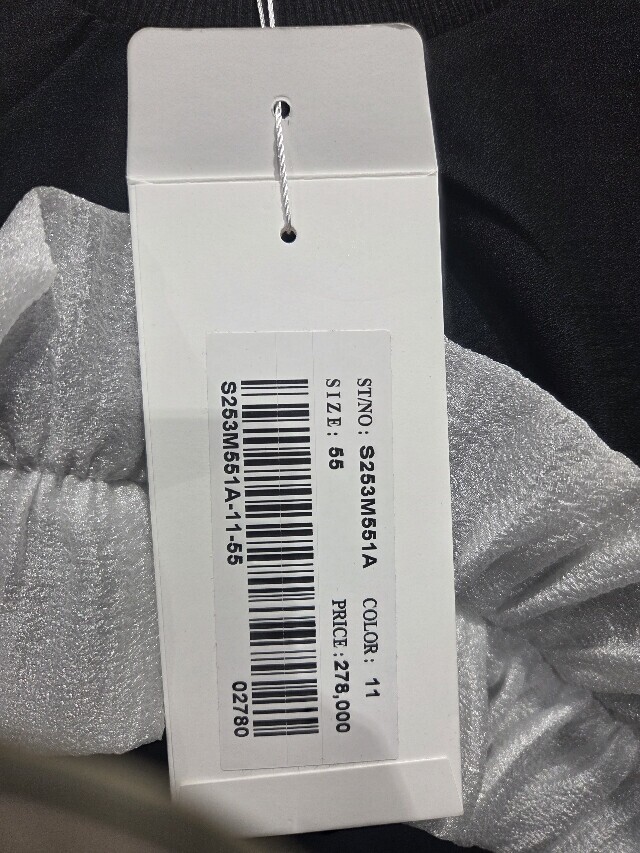 ST/NO: S253M551A COLOR: 11
SIZE: 55 PRICE:278,000
S253M551A-11-55 02780